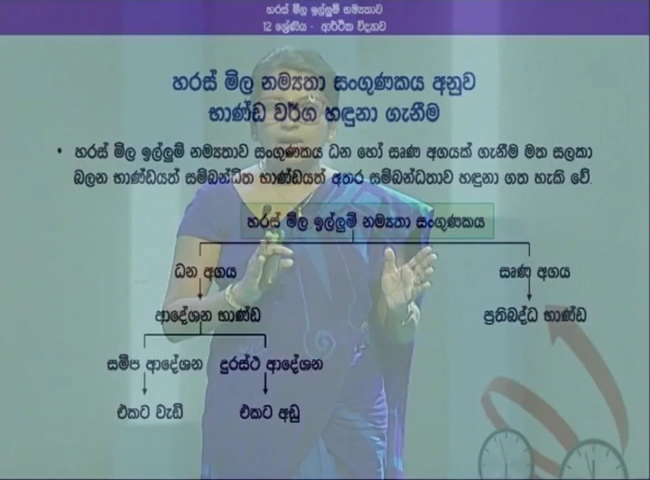 හරස් මිල ඉල්ලුම් නම්‍යතාව
12 ශ්‍රේණිය - ආර්ථික විද්‍යාව
හරස් මිල නම්‍යතා සංගුණකය අනුව
භාණ්ඩ වර්ග හඳුනා ගැනීම
• හරස් මිල ඉල්ලුම් නම්‍යතාව සංගුණකය ධන හෝ සෘණ අගයක් ගැනීම මත සලකා
බලන භාණ්ඩයත් සම්බන්ධිත භාණ්ඩයත් අතර සම්බන්ධතාව හඳුනා ගත හැකි වේ.
හරස් මිල ඉල්ලුම් නම්‍යතා සංගුණකය
ධන අගය සෘණ අගය
ආදේශන භාණ්ඩ ප්‍රතිබද්ධ භාණ්ඩ
සමීප ආදේශන දුරස්ථ ආදේශන
එකට වැඩි එකට අඩු